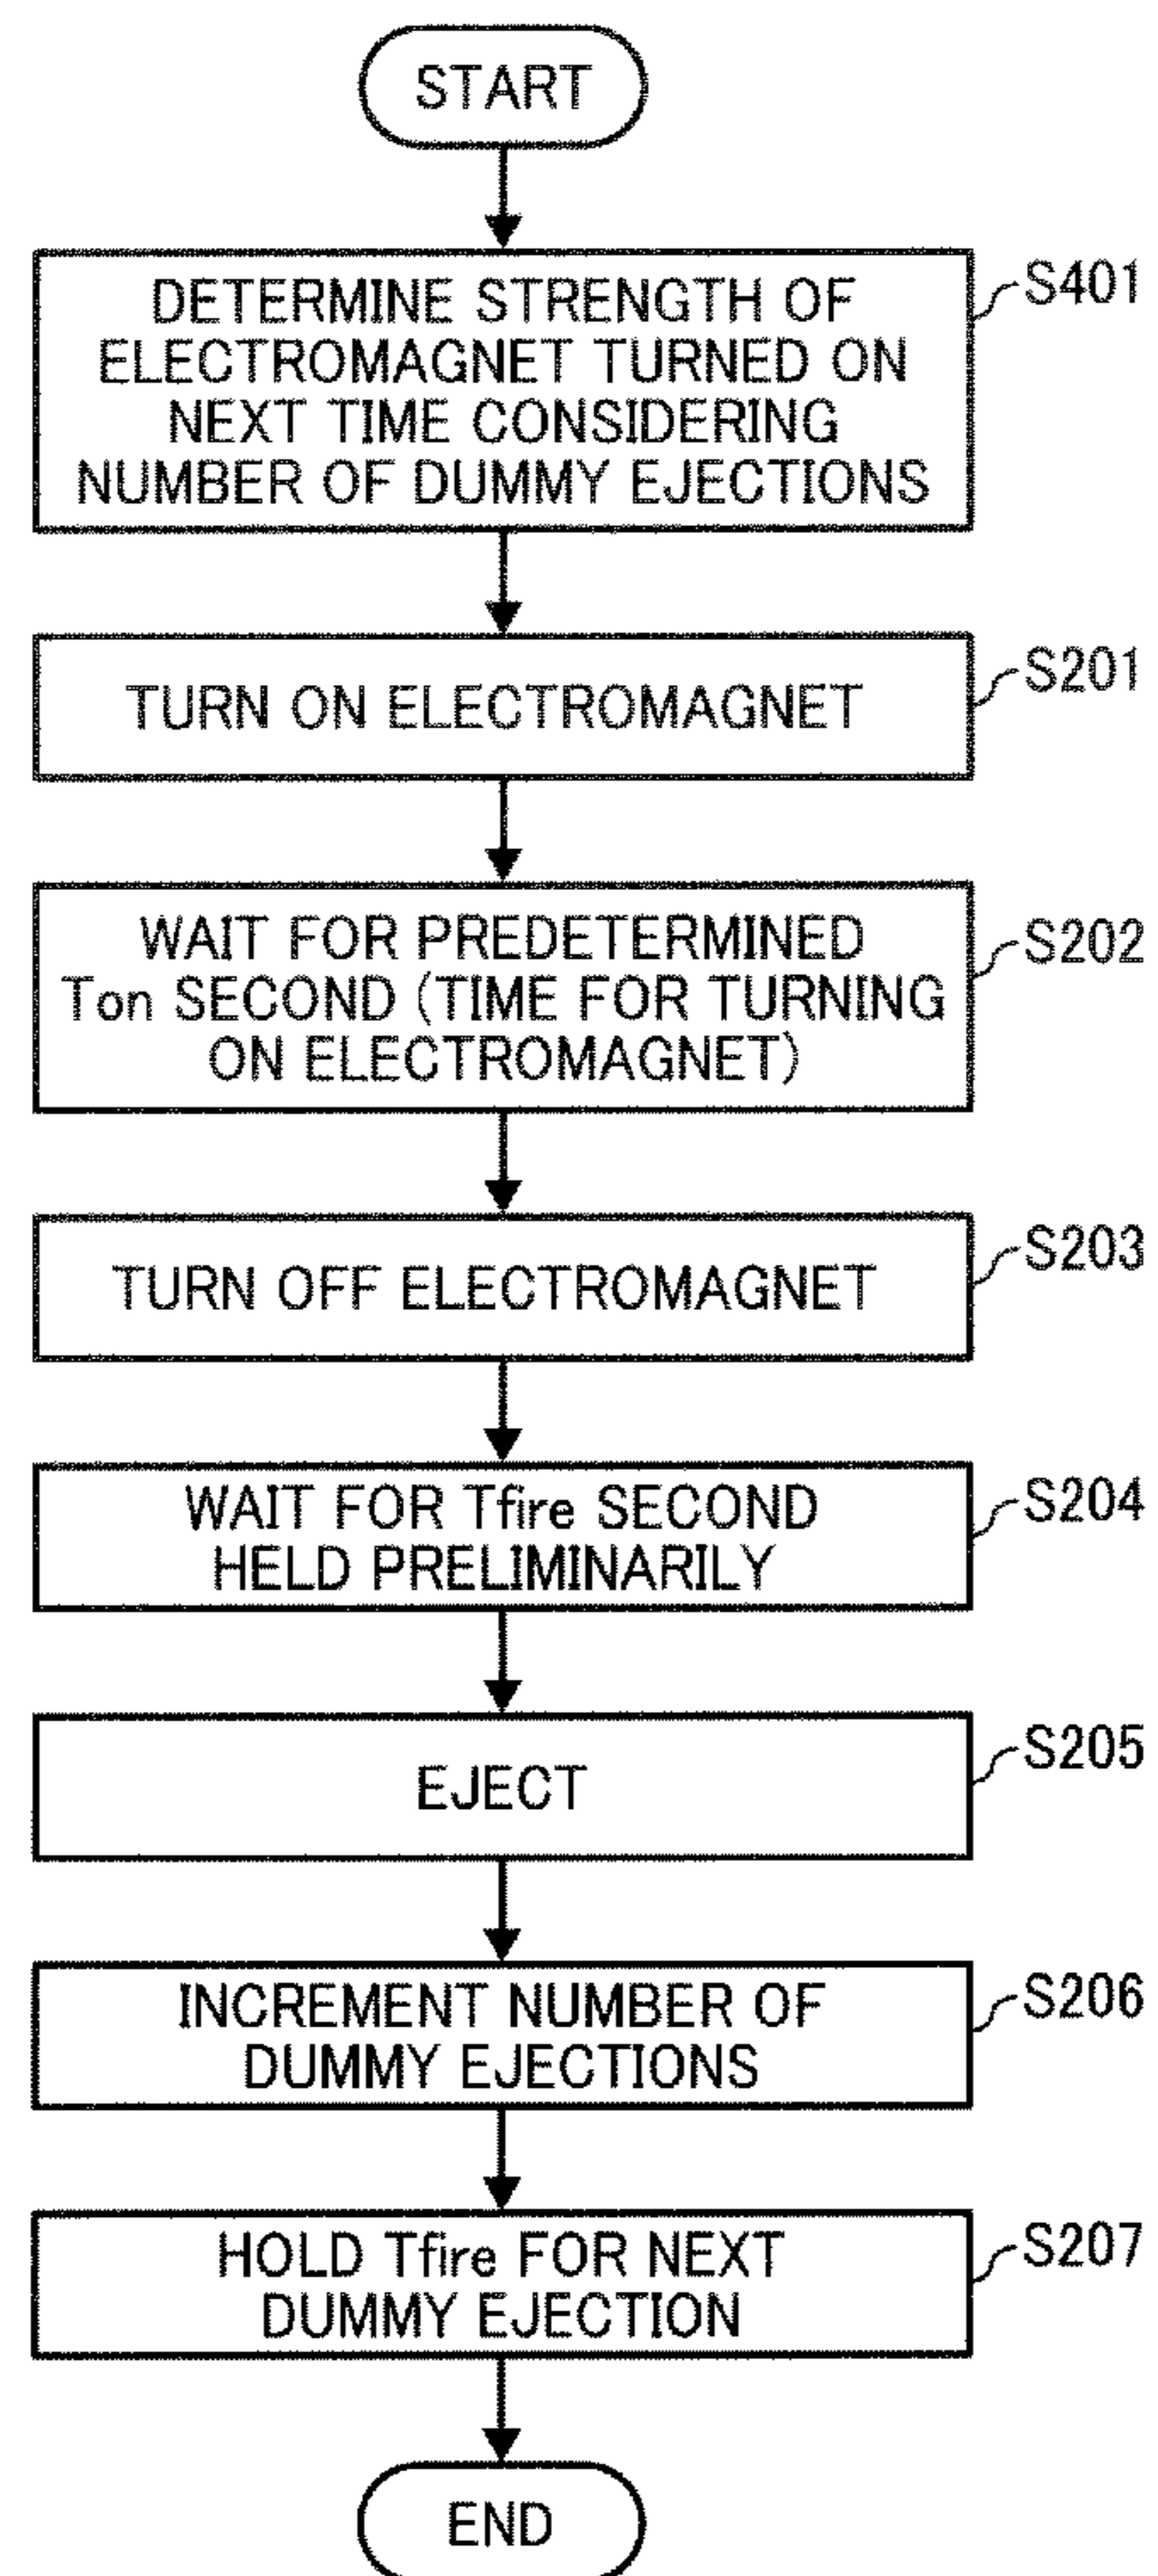 START
DETERMINE STRENGTH OF
ELECTROMAGNET TURNED ON
NEXT TIME CONSIDERING
NUMBER OF DUMMY EJECTIONS
S401
TURN ON ELECTROMAGNET
S201
WAIT FOR PREDETERMINED
Ton SECOND (TIME FOR TURNING
ON ELECTROMAGNET)
S202
TURN OFF ELECTROMAGNET
S203
WAIT FOR Tfire SECOND
HELD PRELIMINARILY
S204
EJECT
S205
INCREMENT NUMBER OF
DUMMY EJECTIONS
S206
HOLD Tfire FOR NEXT
DUMMY EJECTION
S207
END